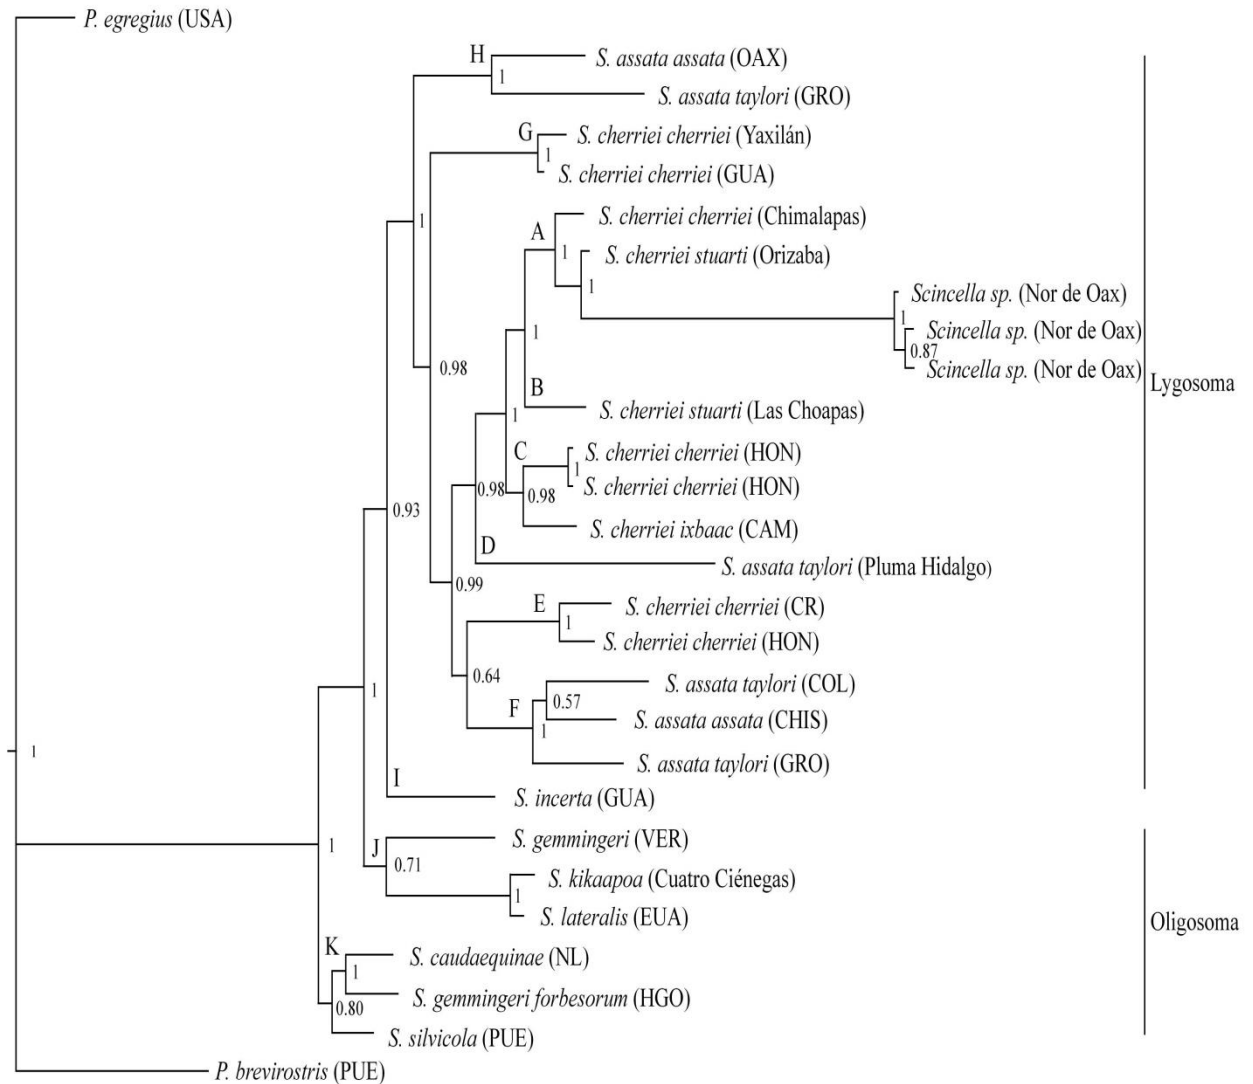 P. egregius (USA)
H
S. assata assata (OAX)
1
S. assata taylori (GRO)
G
S. cherriei cherriei (Yaxilán)
1
S. cherriei cherriei (GUA)
S. cherriei cherriei (Chimalapas)
1
A
1
S. cherriei stuarti (Orizaba)
1
Scincella sp. (Nor de Oax)
1
Scincella sp. (Nor de Oax)
1
0.87
Scincella sp. (Nor de Oax)
0.98
Lygosoma
B
S. cherriei stuarti (Las Choapas)
1
C
S. cherriei cherriei (HON)
1
S. cherriei cherriei (HON)
0.98
0.98
0.93
S. cherriei ixbaac (CAM)
D
S. assata taylori (Pluma Hidalgo)
0.99
E
S. cherriei cherriei (CR)
1
S. cherriei cherriei (HON)
0.64
S. assata taylori (COL)
1
0.57
F
S. assata assata (CHIS)
1
1
S. assata taylori (GRO)
I
S. incerta (GUA)
S. gemmingeri (VER)
1
J
0.71
S. kikaapoa (Cuatro Ciénegas)
1
S. lateralis (EUA)
Oligosoma
K
S. caudaequinae (NL)
1
S. gemmingeri forbesorum (HGO)
0.80
S. silvicola (PUE)
P. brevirostris (PUE)